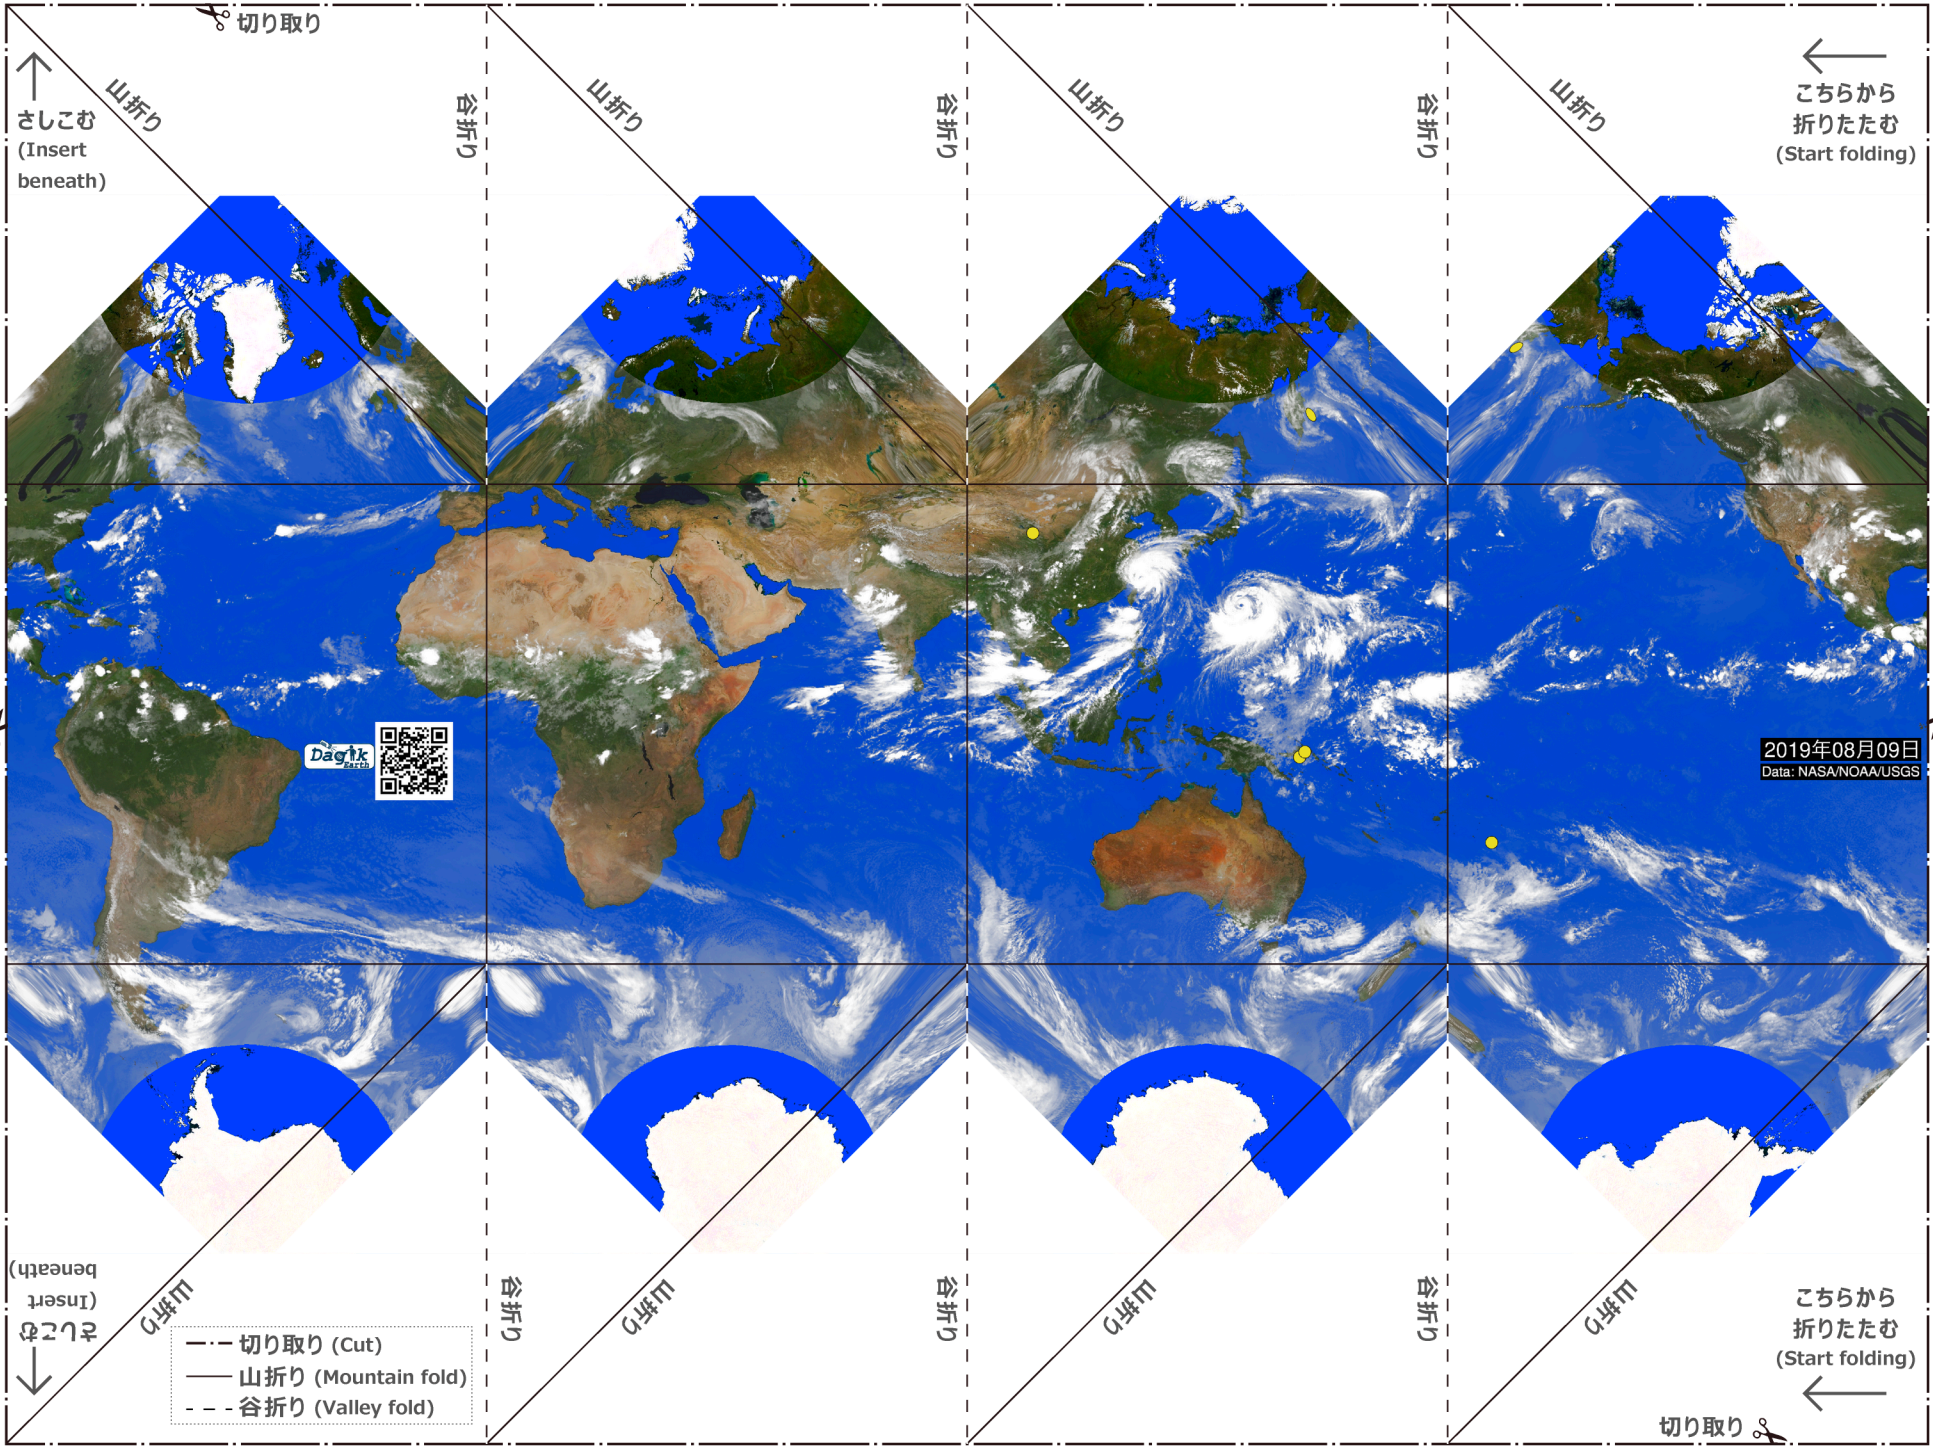 切り取り
山折り
谷折り
山折り
谷折り
山折り
谷折り
山折り
さしこむ
(Insert
beneath)
こちらから
折りたたむ
(Start folding)
Dagik
Earth
2019年08月09日
Data: NASA/NOAA/USGS
さしこむ
(Insert
beneath)
山折り
谷折り
山折り
谷折り
山折り
谷折り
山折り
こちらから
折りたたむ
(Start folding)
切り取り (Cut)
山折り (Mountain fold)
谷折り (Valley fold)
切り取り